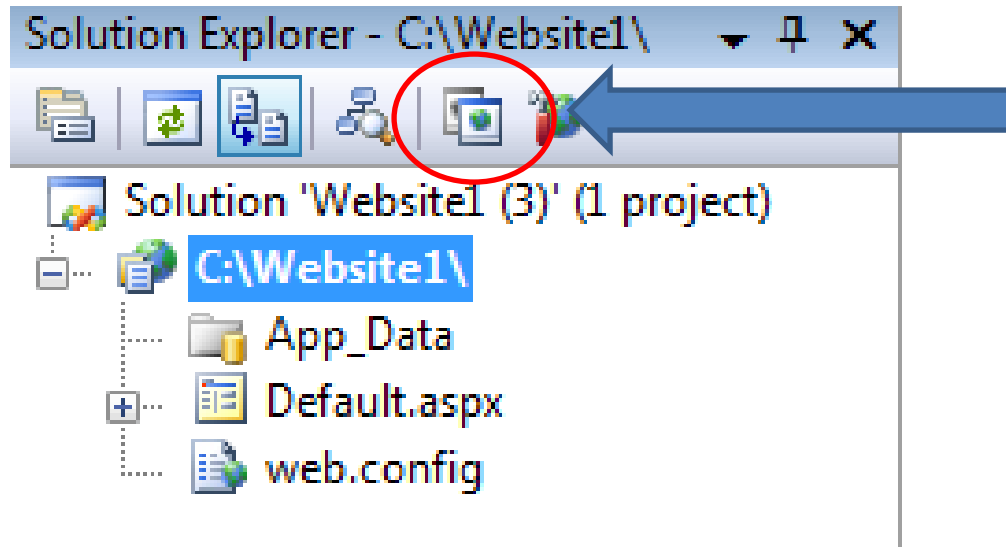 Solution Explorer - C:\Website1\
Solution 'Website1 (3)' (1 project)
C:\Website1\
App_Data
Default.aspx
web.config